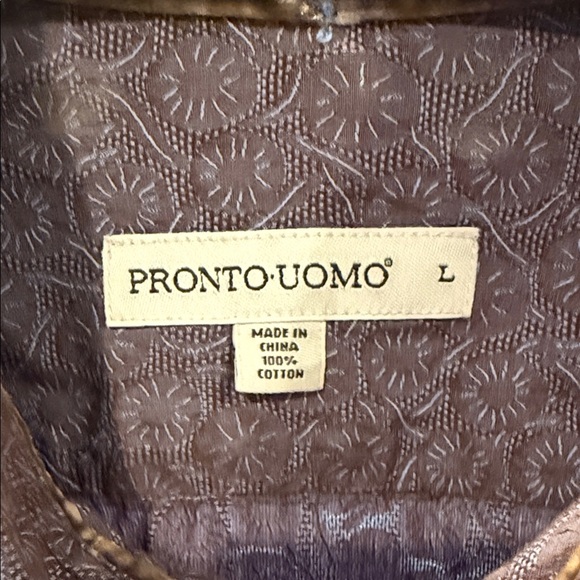 PRONTO·UOMO® L
MADE IN
CHINA
100%
COTTON